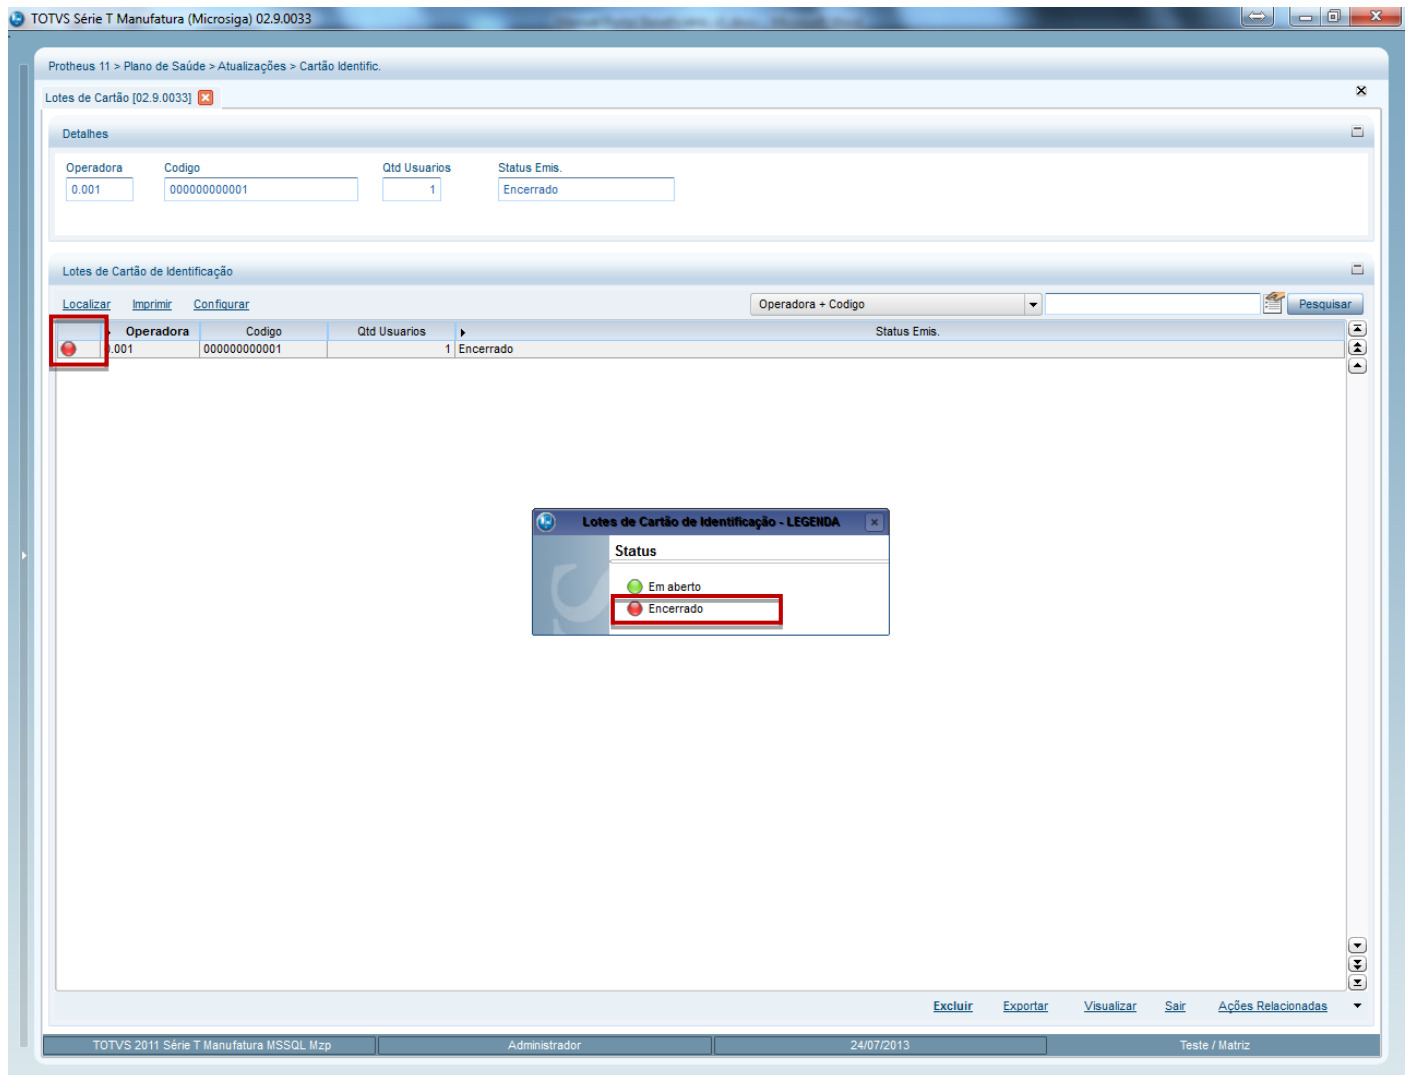 TOTVS Série T Manufatura (Microsiga) 02.9.0033
Protheus 11 > Plano de Saúde > Atualizações > Cartão Identific.
Lotes de Cartão [02.9.0033]
Detalhes
Operadora Codigo Qtd Usuarios Status Emis.
0.001 000000000001 1 Encerrado
Lotes de Cartão de Identificação
Localizar Imprimir Configurar Operadora + Codigo Pesquisar
Operadora Codigo Qtd Usuarios Status Emis.
0.001 000000000001 1 Encerrado
Lotes de Cartão de Identificação - LEGENDA
Status
Em aberto
Encerrado
Excluir Exportar Visualizar Sair Ações Relacionadas
TOTVS 2011 Série T Manufatura MSSQL Mzp Administrador 24/07/2013 Teste / Matriz